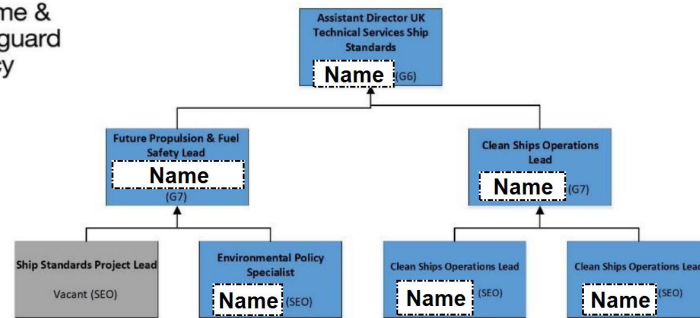 me &
guard
cy
Assistant Director UK
Technical Services Ship
Standards
Name (G6)
Future Propulsion & Fuel
Safety Lead
Name
(G7)
Clean Ships Operations
Lead
Name (G7)
Ship Standards Project Lead
Vacant (SEO)
Environmental Policy
Specialist
Name (SEO)
Clean Ships Operations Lead
Name (SEO)
Clean Ships Operations Lead
Name (SEO)